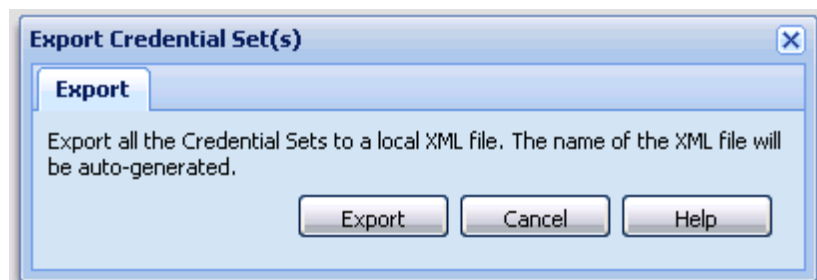 Export Credential Set(s)
Export
Export all the Credential Sets to a local XML file. The name of the XML file will
be auto-generated.
Export Cancel Help